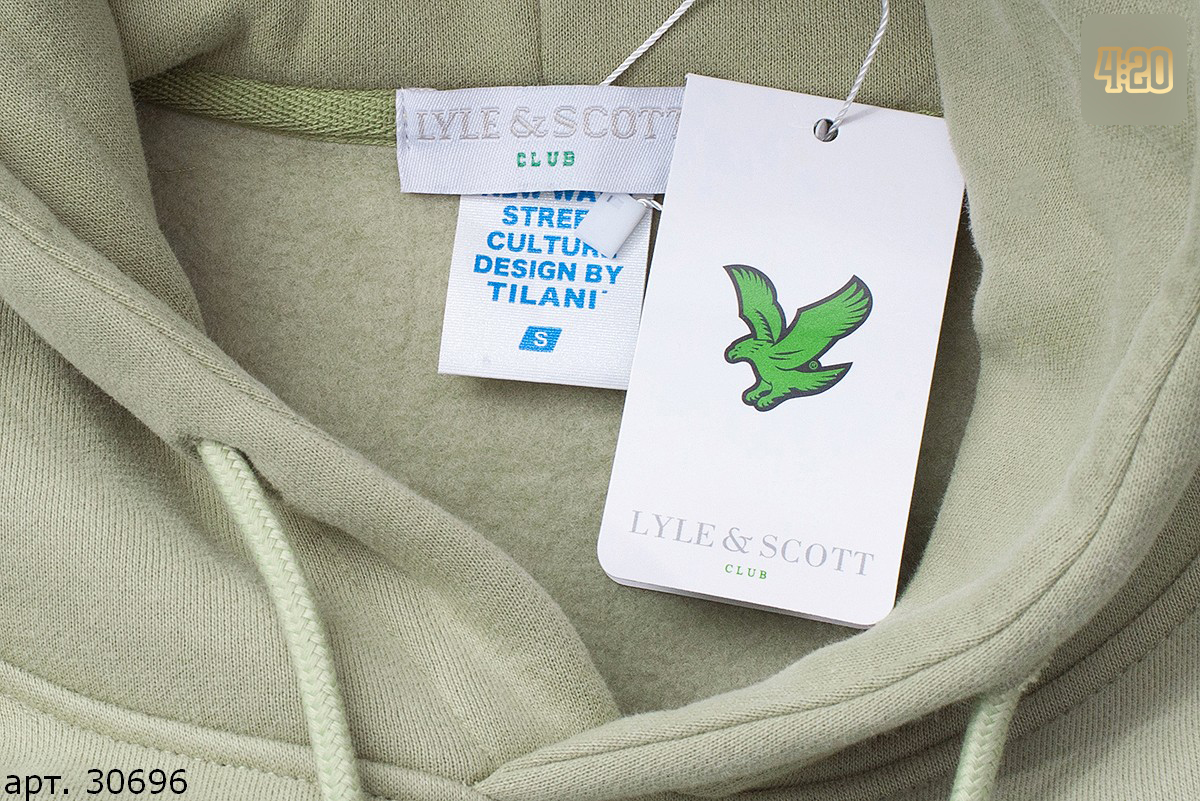 4:20
LYLE & SCOTT
CLUB
STREE
CULTUR
DESIGN BY
TILANI
S
®
LYLE & SCOTT
CLUB
арт. 30696